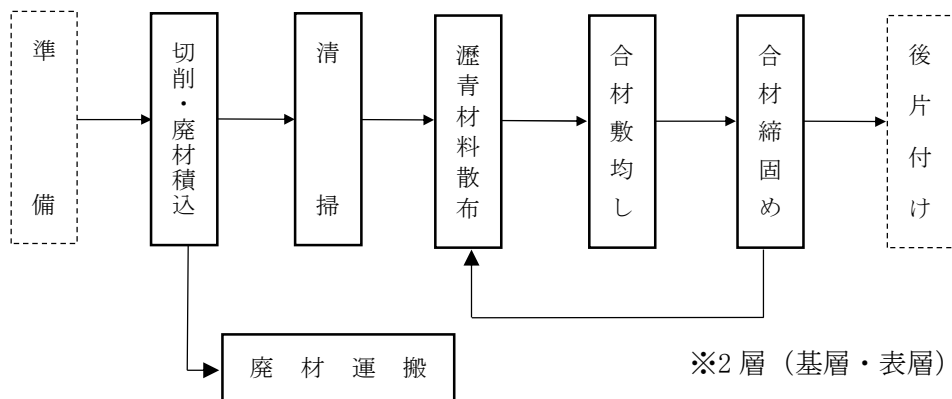 準備
切削・廃材積込
清掃
瀝青材料散布
合材敷均し
合材締固め
後片付け
廃材運搬
※2層（基層・表層）